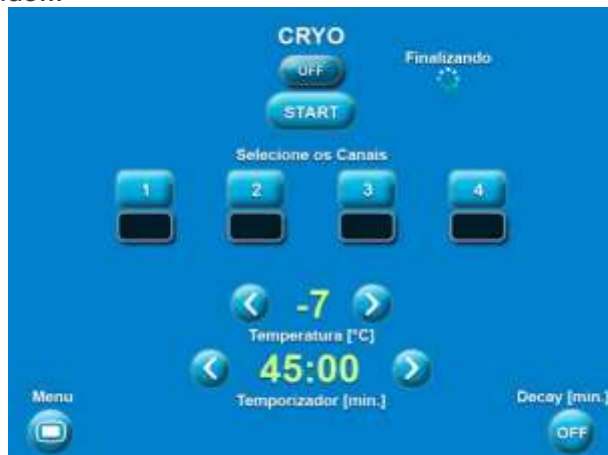 CRYO
OFF
Finalizando
START
Selecione os Canais
1 2 3 4
-7
Temperatura [°C]
45:00
Temporizador [min.]
Menu
Decay [min.]
OFF